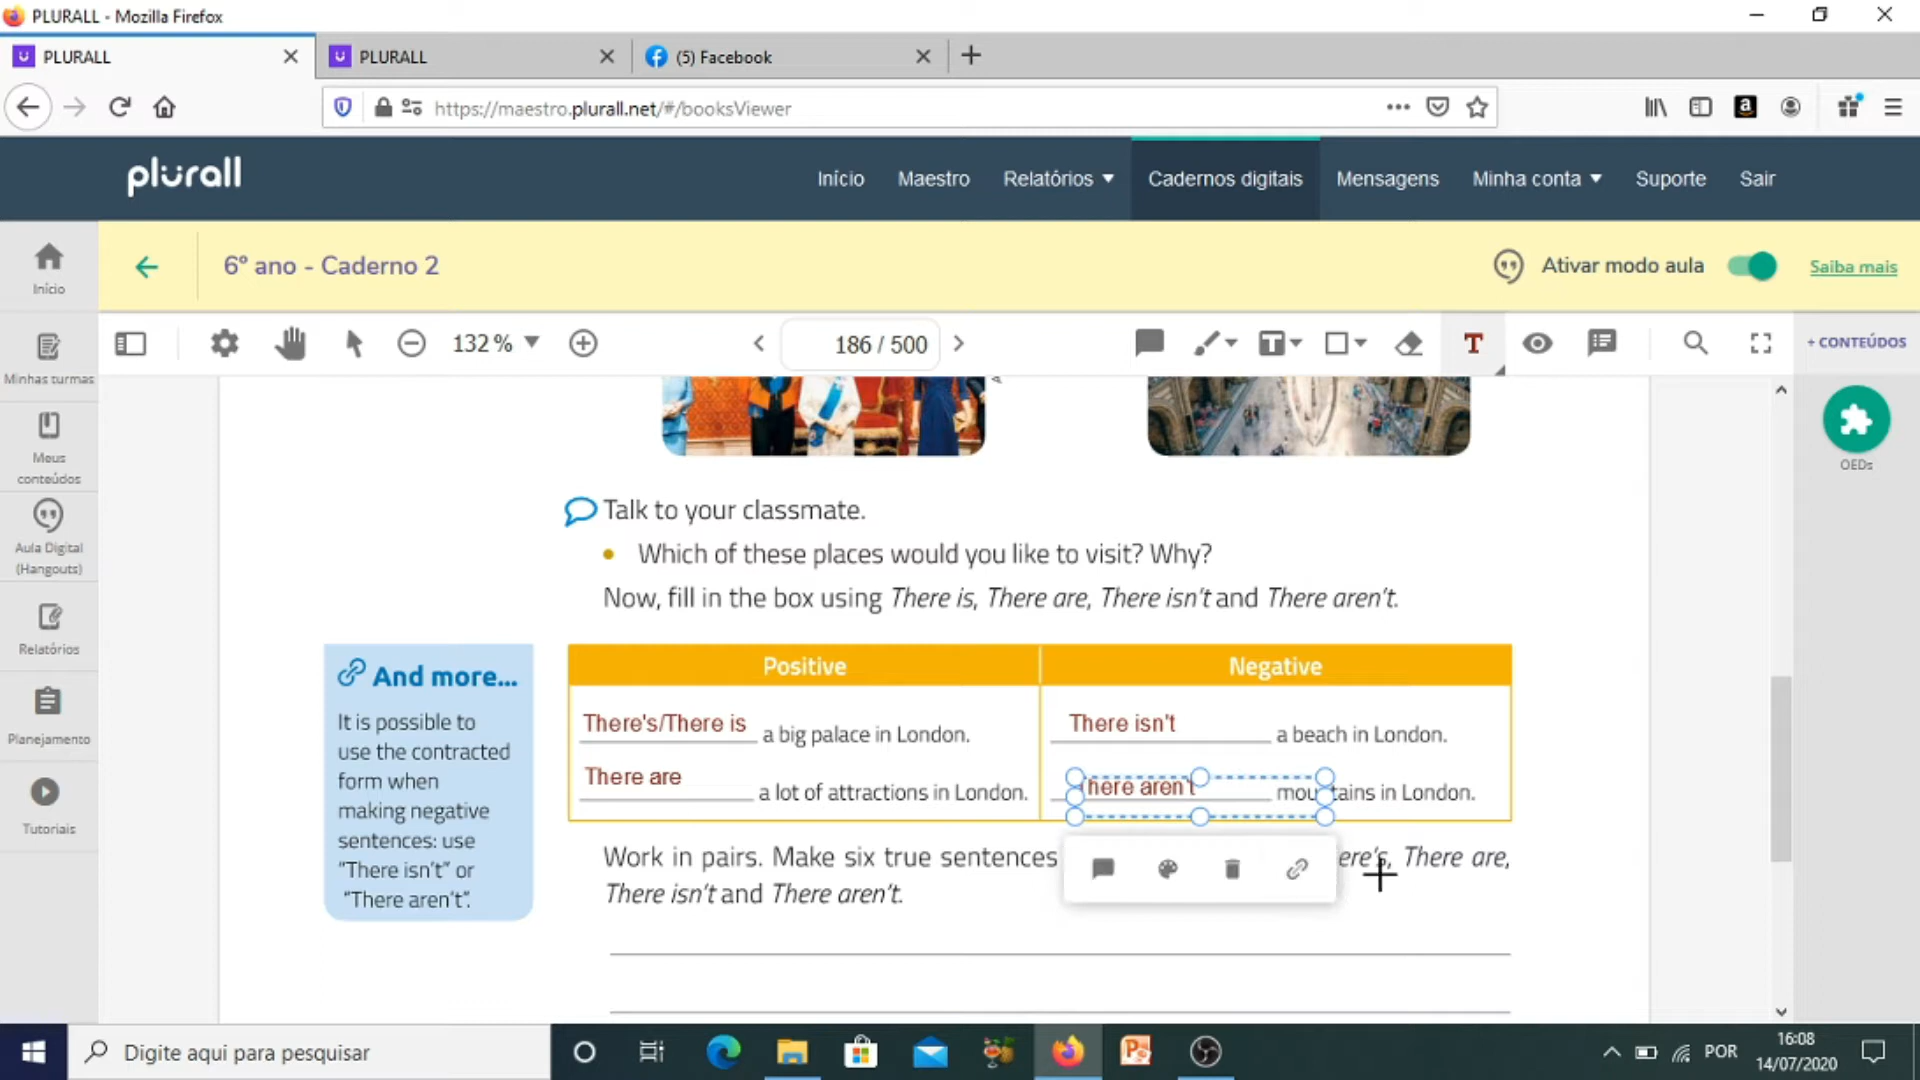 PLURALL - Mozilla Firefox
PLURALL
PLURALL
(5) Facebook
https://maestro.plurall.net/#/booksViewer
plurall
Início
Maestro
Relatórios
Cadernos digitais
Mensagens
Minha conta
Suporte
Sair
6º ano - Caderno 2
Ativar modo aula
Saiba mais
132 %
186 / 500
+ CONTEÚDOS
OEDs
Início
Minhas turmas
Meus
conteúdos
Aula Digital
(Hangouts)
Relatórios
Planejamento
Tutoriais
Talk to your classmate.
• Which of these places would you like to visit? Why?
Now, fill in the box using There is, There are, There isn't and There aren't.
And more...
It is possible to
use the contracted
form when
making negative
sentences: use
"There isn't" or
"There aren't".
Positive
Negative
There's/There is a big palace in London.
There isn't a beach in London.
There are a lot of attractions in London.
There aren't mountains in London.
Work in pairs. Make six true sentences
There are,
There isn't and There aren't.
Digite aqui para pesquisar
POR
16:08
14/07/2020